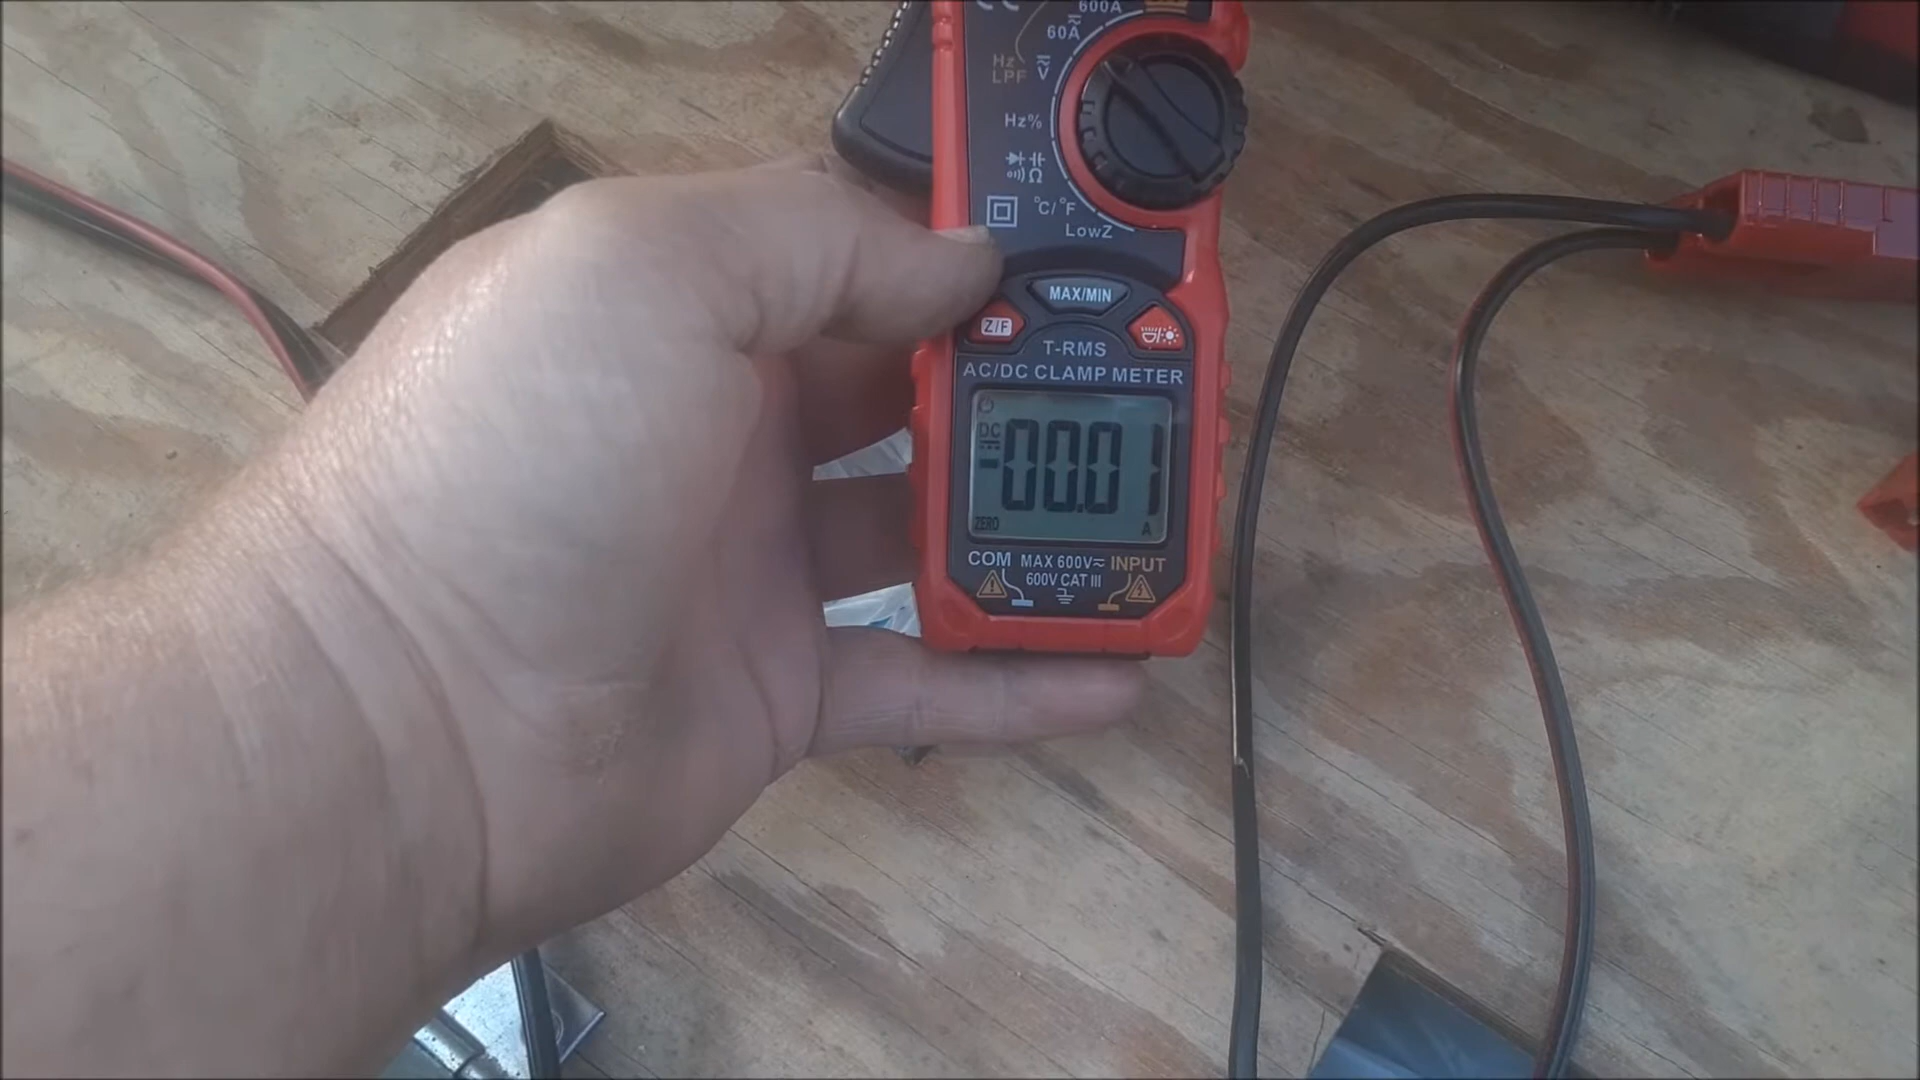 CE
600A
60A
Hz
LPF
V
Hz%
Ω
°C/°F
LowZ
MAX/MIN
Z/F
T-RMS
AC/DC CLAMP METER
DC
-00.01
ZERO
A
COM MAX 600V INPUT
600V CAT III